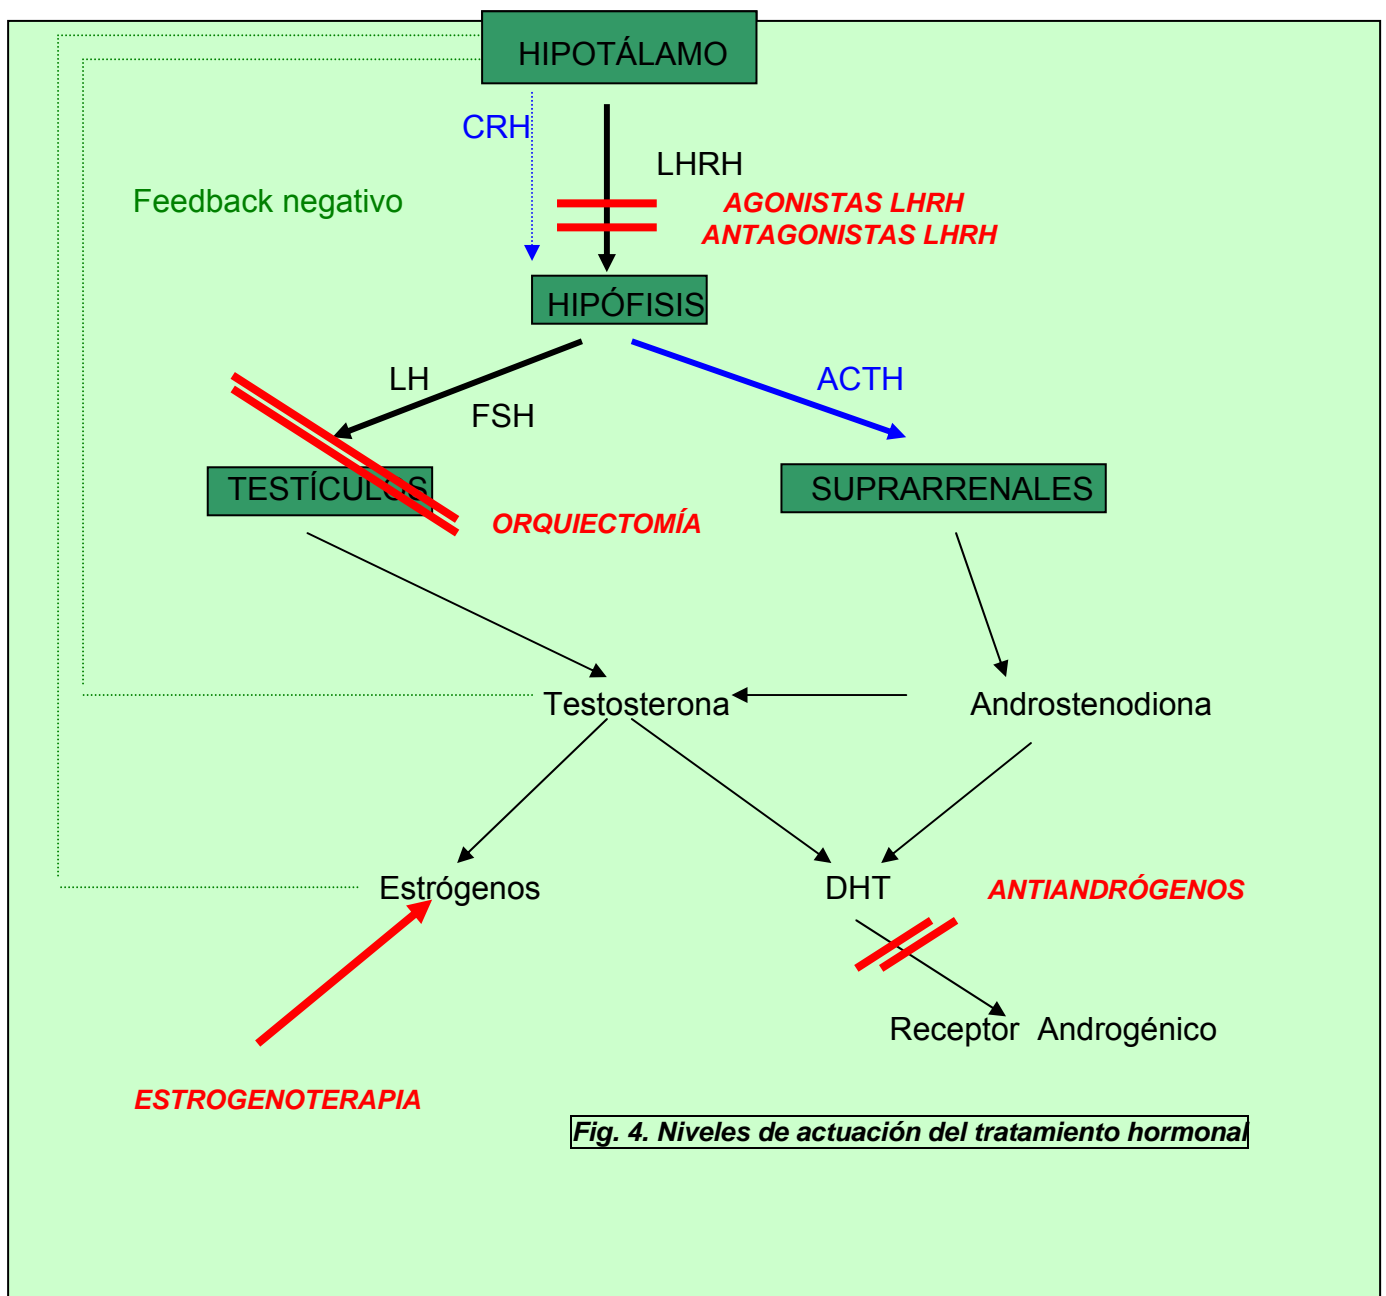 HIPOTÁLAMO
CRH
LHRH
Feedback negativo
AGONISTAS LHRH
ANTAGONISTAS LHRH
HIPÓFISIS
LH
FSH
ACTH
TESTÍCULOS
SUPRARRENALES
ORQUIECTOMÍA
Testosterona
Androstenodiona
Estrógenos
DHT
ANTIANDRÓGENOS
Receptor Androgénico
ESTROGENOTERAPIA
Fig. 4. Niveles de actuación del tratamiento hormonal